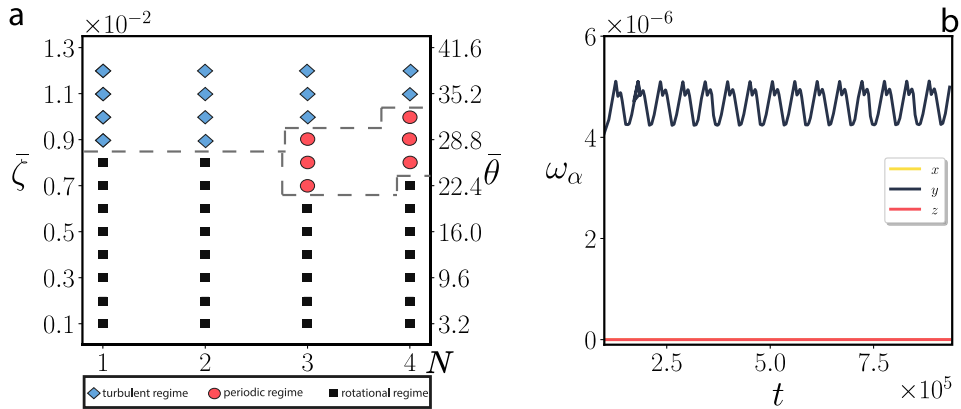 a
×10⁻²
1.3
1.1
0.9
0.7
0.5
0.3
0.1
ζ̄
41.6
35.2
28.8
22.4
16.0
9.6
3.2
θ̄
1 2 3 4 N
turbulent regime periodic regime rotational regime
b
×10⁻⁶
6
4
2
0
ω_α
x
y
z
2.5 5.0 7.5
t
×10⁵